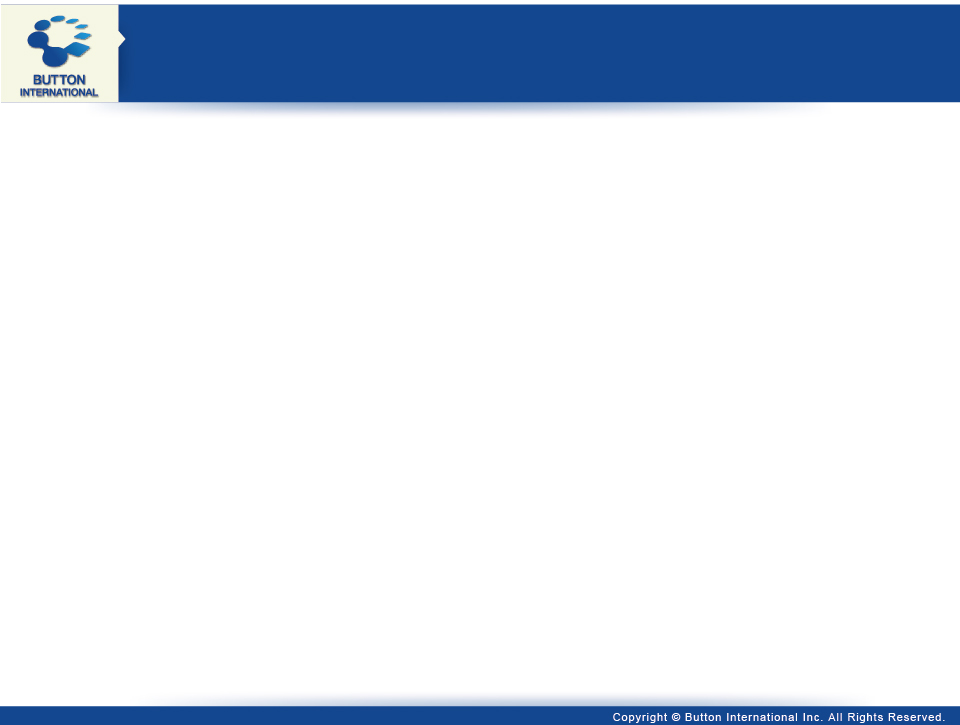 BUTTON
INTERNATIONAL
Copyright © Button International Inc. All Rights Reserved.